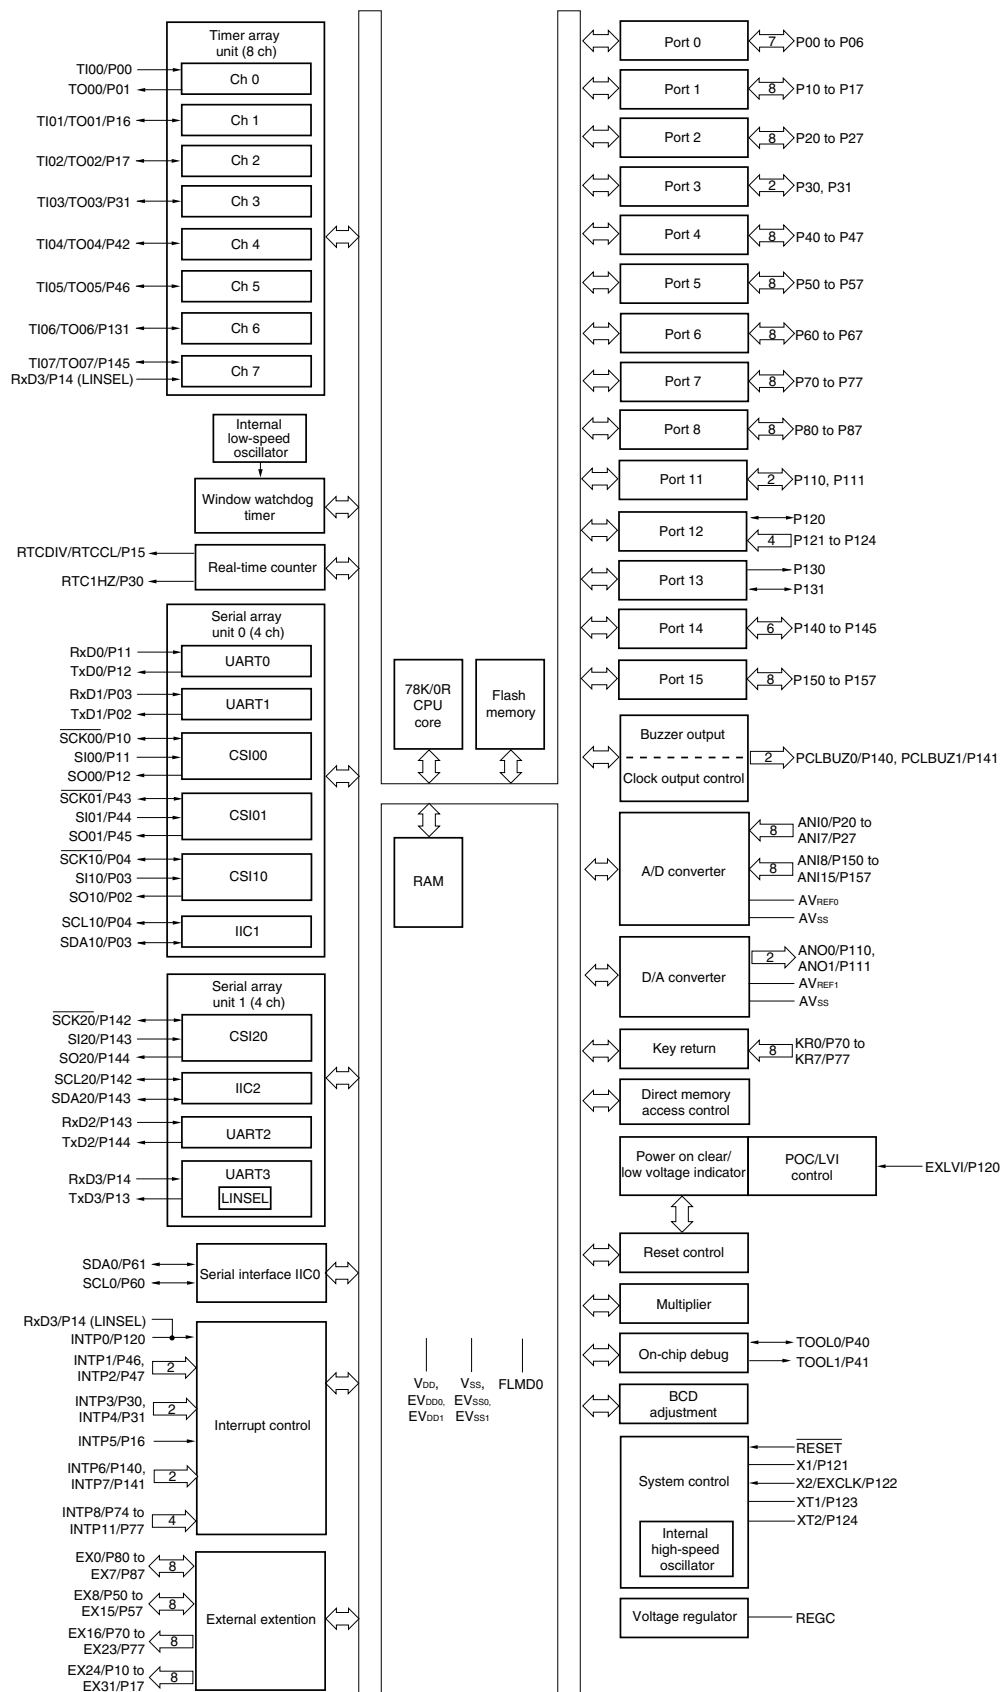 Timer array
unit (8 ch)
TI00/P00
TO00/P01
Ch 0
TI01/TO01/P16
Ch 1
TI02/TO02/P17
Ch 2
TI03/TO03/P31
Ch 3
TI04/TO04/P42
Ch 4
TI05/TO05/P46
Ch 5
TI06/TO06/P131
Ch 6
TI07/TO07/P145
RxD3/P14 (LINSEL)
Ch 7
Internal
low-speed
oscillator
Window watchdog
timer
RTCDIV/RTCCL/P15
RTC1HZ/P30
Real-time counter
Serial array
unit 0 (4 ch)
RxD0/P11
TxD0/P12
UART0
RxD1/P03
TxD1/P02
UART1
SCK00/P10
SI00/P11
SO00/P12
CSI00
SCK01/P43
SI01/P44
SO01/P45
CSI01
SCK10/P04
SI10/P03
SO10/P02
CSI10
SCL10/P04
SDA10/P03
IIC1
Serial array
unit 1 (4 ch)
SCK20/P142
SI20/P143
SO20/P144
CSI20
SCL20/P142
SDA20/P143
IIC2
RxD2/P143
TxD2/P144
UART2
RxD3/P14
TxD3/P13
UART3
LINSEL
SDA0/P61
SCL0/P60
Serial interface IIC0
RxD3/P14 (LINSEL)
INTP0/P120
INTP1/P46,
INTP2/P47
2
INTP3/P30,
INTP4/P31
2
INTP5/P16
INTP6/P140,
INTP7/P141
2
INTP8/P74 to
INTP11/P77
4
Interrupt control
EX0/P80 to
EX7/P87
8
EX8/P50 to
EX15/P57
8
EX16/P70 to
EX23/P77
8
EX24/P10 to
EX31/P17
8
External extention
78K/0R
CPU
core
Flash
memory
RAM
VDD,
EVDD0,
EVDD1
VSS,
EVSS0,
EVSS1
FLMD0
Port 0
7
P00 to P06
Port 1
8
P10 to P17
Port 2
8
P20 to P27
Port 3
2
P30, P31
Port 4
8
P40 to P47
Port 5
8
P50 to P57
Port 6
8
P60 to P67
Port 7
8
P70 to P77
Port 8
8
P80 to P87
Port 11
2
P110, P111
Port 12
P120
4
P121 to P124
Port 13
P130
P131
Port 14
6
P140 to P145
Port 15
8
P150 to P157
Buzzer output
Clock output control
2
PCLBUZ0/P140, PCLBUZ1/P141
A/D converter
8
ANI0/P20 to
ANI7/P27
8
ANI8/P150 to
ANI15/P157
AVREF0
AVSS
D/A converter
2
ANO0/P110,
ANO1/P111
AVREF1
AVSS
Key return
8
KR0/P70 to
KR7/P77
Direct memory
access control
Power on clear/
low voltage indicator
POC/LVI
control
EXLVI/P120
Reset control
Multiplier
On-chip debug
TOOL0/P40
TOOL1/P41
BCD
adjustment
System control
RESET
X1/P121
X2/EXCLK/P122
XT1/P123
XT2/P124
Internal
high-speed
oscillator
Voltage regulator
REGC